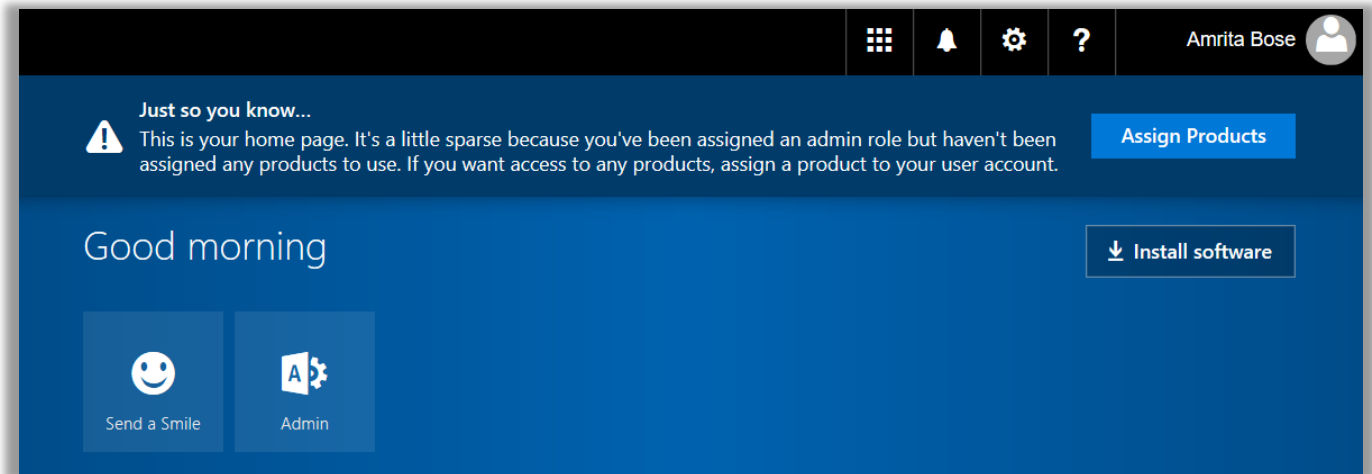 ?
Amrita Bose
Just so you know...
This is your home page. It's a little sparse because you've been assigned an admin role but haven't been
assigned any products to use. If you want access to any products, assign a product to your user account.
Assign Products
Good morning
Install software
A
Send a Smile
Admin